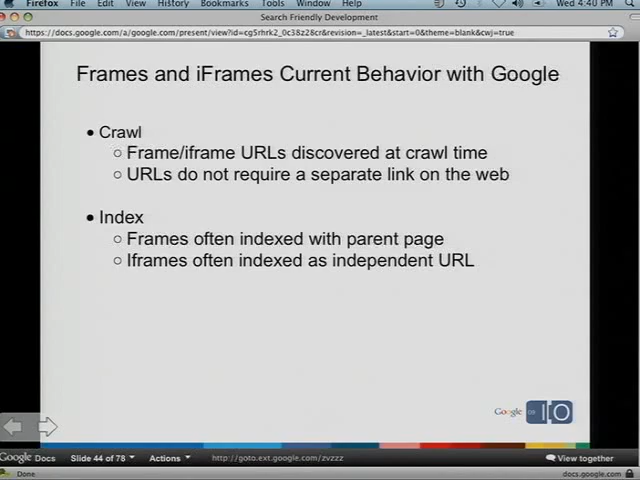 Firefox File Edit View History Bookmarks Tools Window Help Wed 4:40 PM
Search Friendly Development
https://docs.google.com/a/google.com/present/view?id=cg5rhrk2_0c38z28cr&revision=_latest&start=0&theme=blank&cwj=true
Frames and iFrames Current Behavior with Google
• Crawl
○ Frame/iframe URLs discovered at crawl time
○ URLs do not require a separate link on the web
• Index
○ Frames often indexed with parent page
○ Iframes often indexed as independent URL
Google IO
Google Docs Slide 44 of 78 Actions http://goto.ext.google.com/zvzzz View together
Done docs.google.com